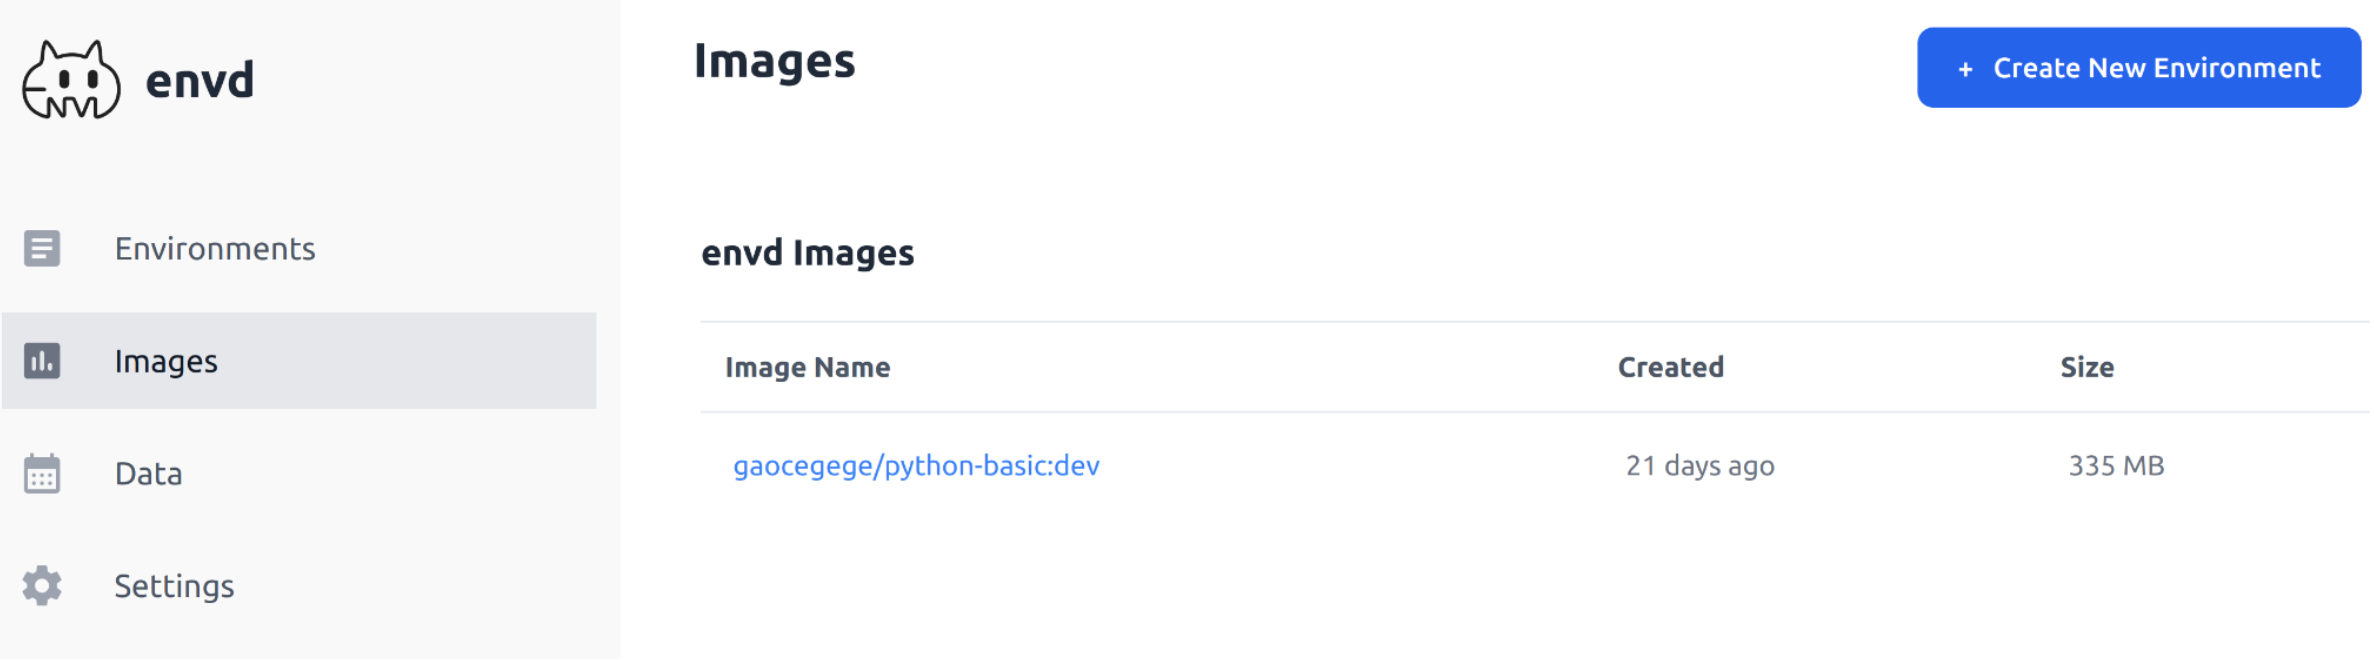 envd
Environments
Images
Data
Settings
Images
+ Create New Environment
envd Images
Image Name Created Size
gaocegege/python-basic:dev 21 days ago 335 MB